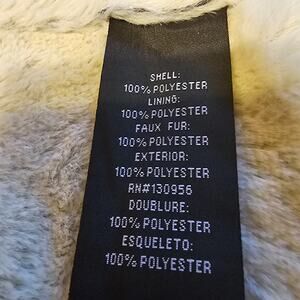 SHELL:
100% POLYESTER
LINING:
100% POLYESTER
FAUX FUR:
100% POLYESTER
EXTERIOR:
100% POLYESTER
RN#130956
DOUBLURE:
100% POLYESTER
ESQUELETO:
100% POLYESTER